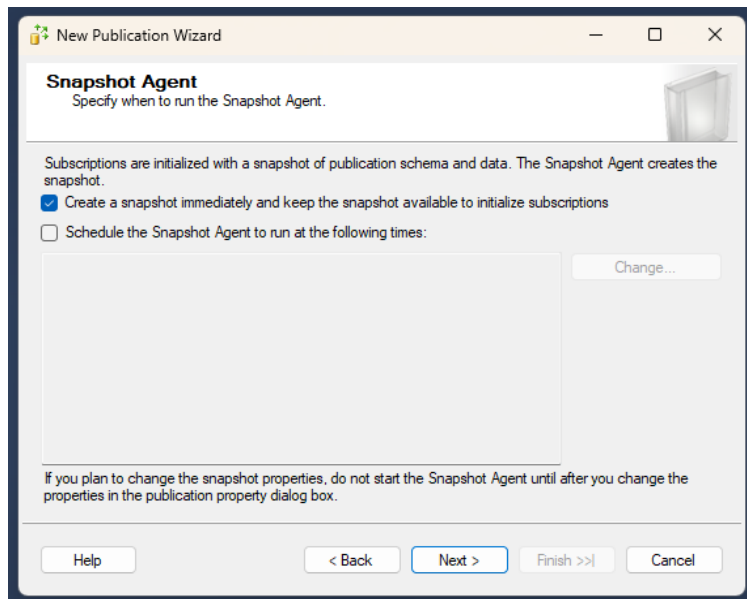 New Publication Wizard
Snapshot Agent
Specify when to run the Snapshot Agent.
Subscriptions are initialized with a snapshot of publication schema and data. The Snapshot Agent creates the
snapshot.
Create a snapshot immediately and keep the snapshot available to initialize subscriptions
Schedule the Snapshot Agent to run at the following times:
Change...
If you plan to change the snapshot properties, do not start the Snapshot Agent until after you change the
properties in the publication property dialog box.
Help
< Back
Next >
Finish >>|
Cancel